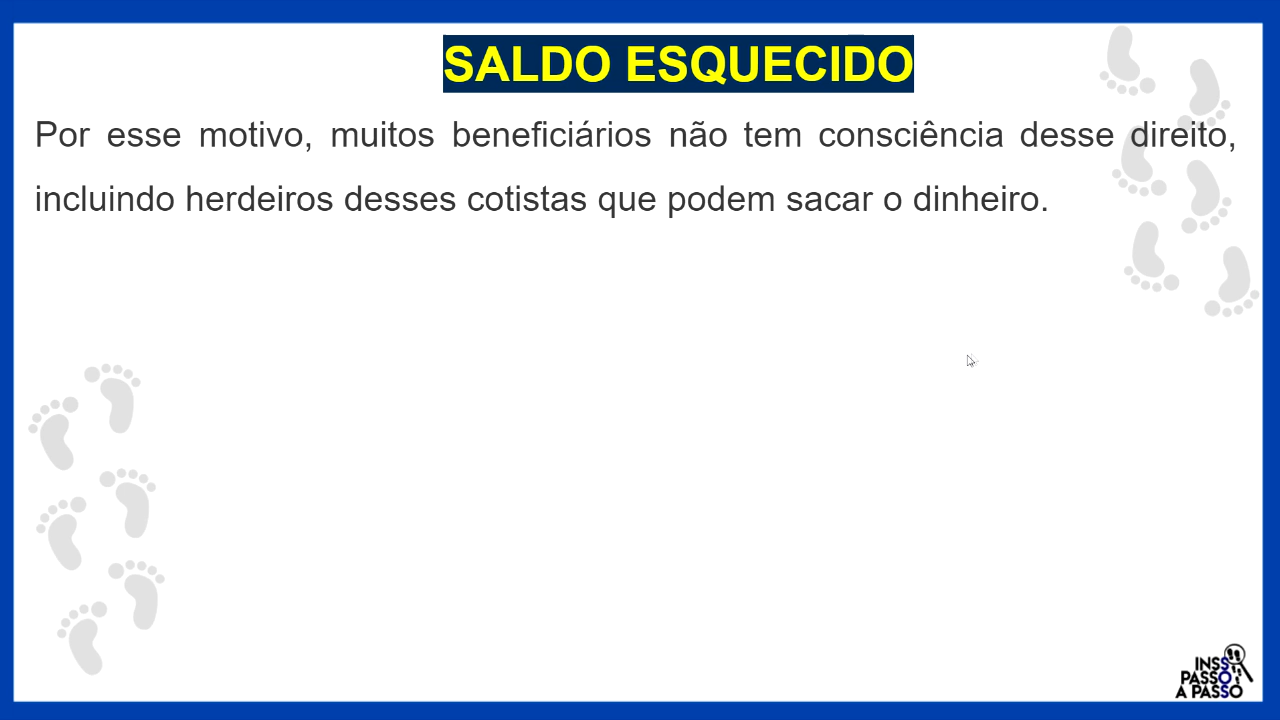 SALDO ESQUECIDO
Por esse motivo, muitos beneficiários não tem consciência desse direito,
incluindo herdeiros desses cotistas que podem sacar o dinheiro.
INSS
PASSO
A PASSO